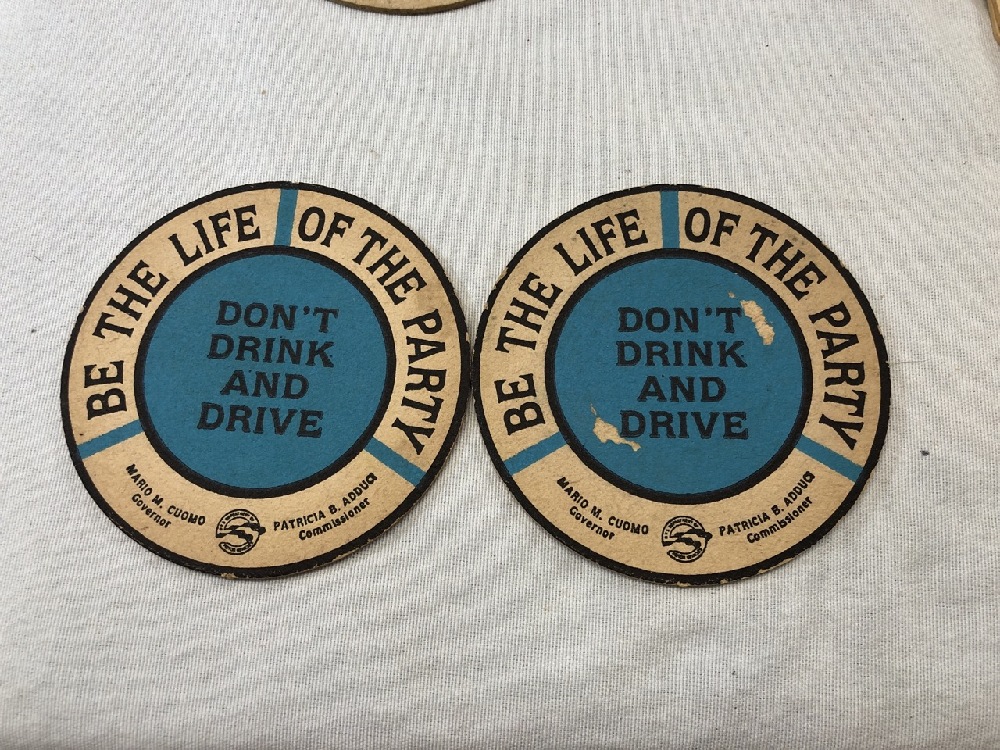 BE THE LIFE OF THE PARTY
DON'T
DRINK
AND
DRIVE
MARIO M. CUOMO
Governor
PATRICIA B. ADDUCI
Commissioner
BE THE LIFE OF THE PARTY
DON'T
DRINK
AND
DRIVE
MARIO M. CUOMO
Governor
PATRICIA B. ADDUCI
Commissioner